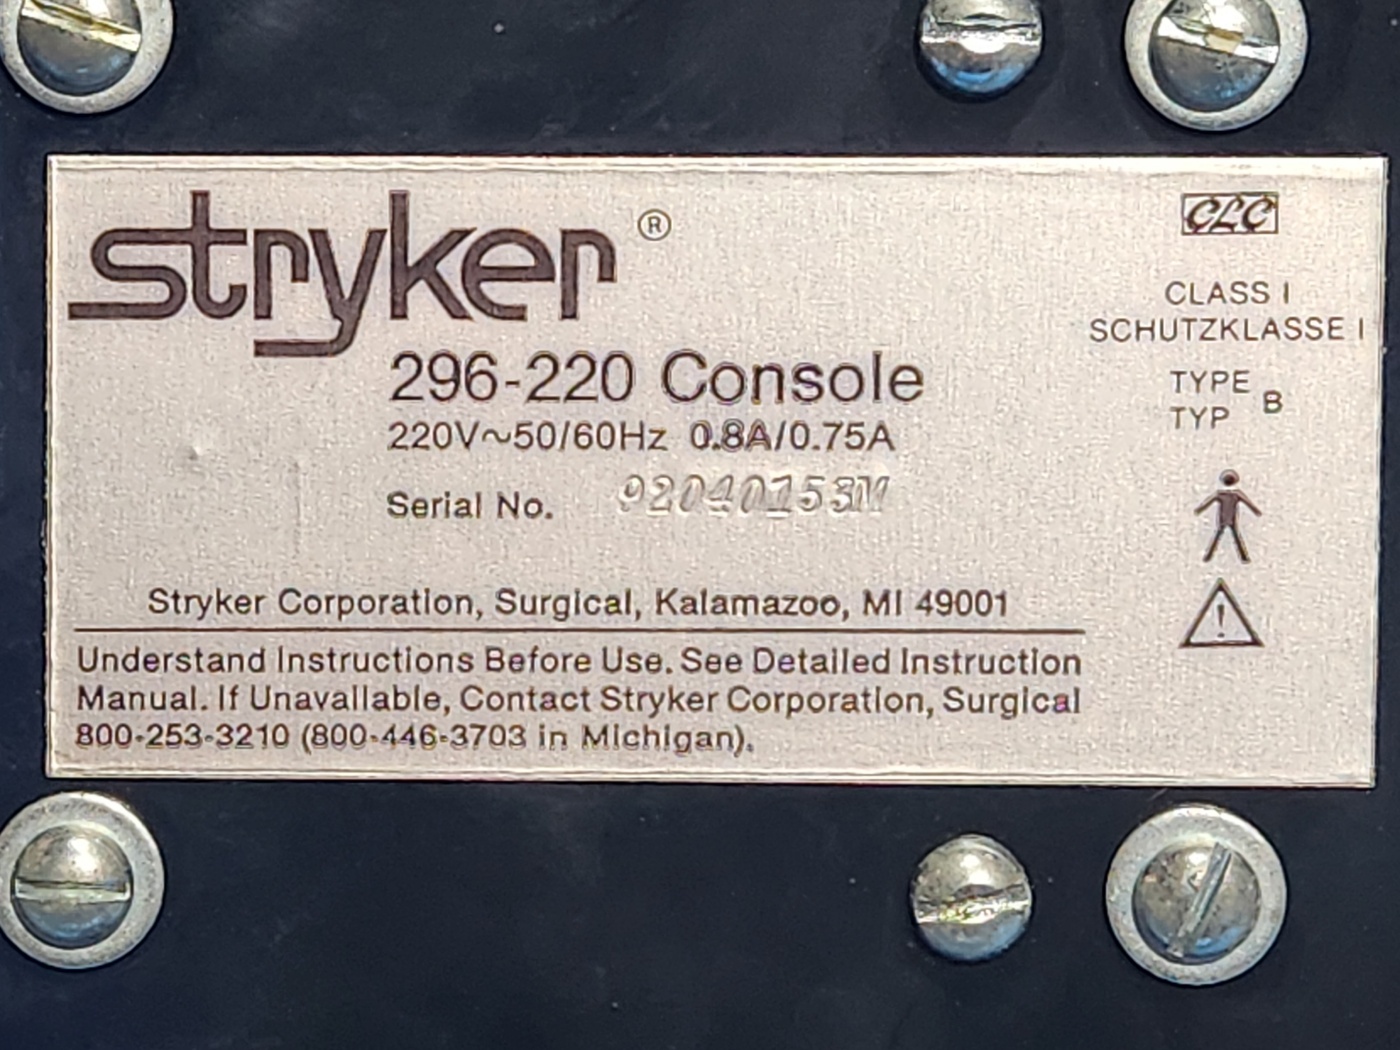 stryker ®
296-220 Console
220V~50/60Hz 0.8A/0.75A
Serial No. 92040153M
Stryker Corporation, Surgical, Kalamazoo, MI 49001
Understand Instructions Before Use. See Detailed Instruction
Manual. If Unavailable, Contact Stryker Corporation, Surgical
800-253-3210 (800-446-3703 in Michigan).
CLC
CLASS I
SCHUTZKLASSE I
TYPE B
TYP
!